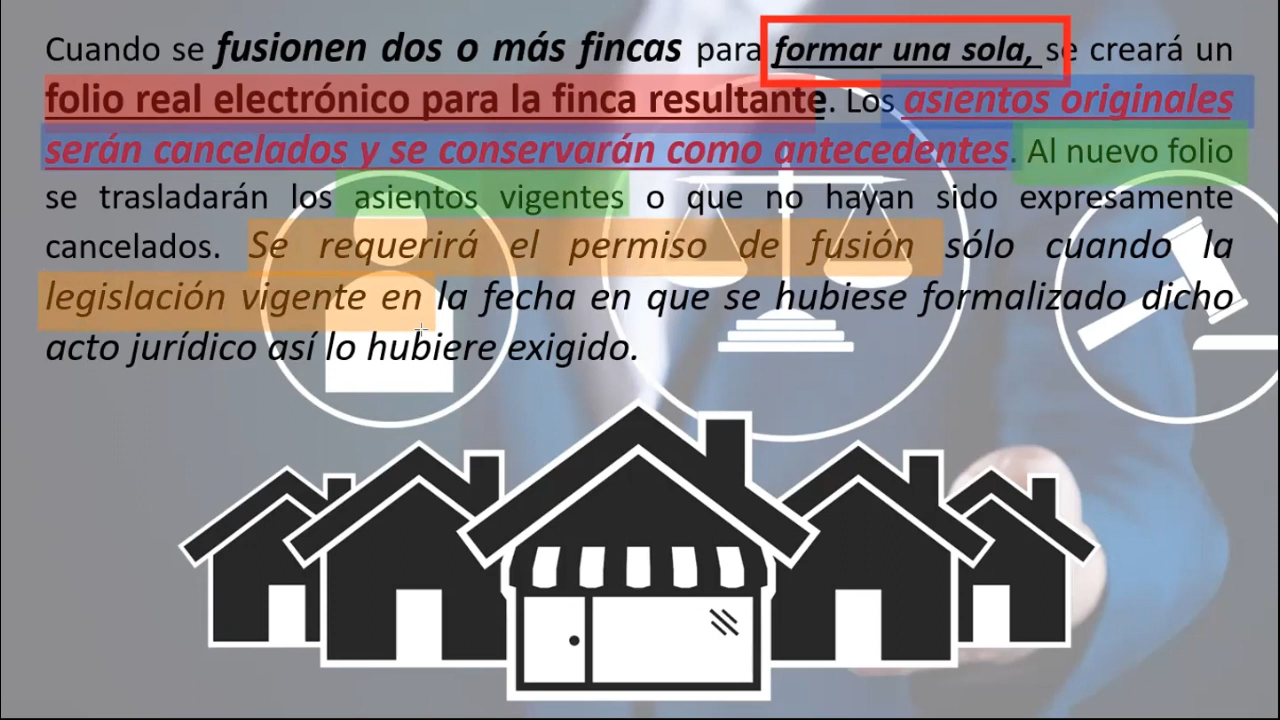 Cuando se fusionen dos o más fincas para formar una sola, se creará un
folio real electrónico para la finca resultante. Los asientos originales
serán cancelados y se conservarán como antecedentes. Al nuevo folio
se trasladarán los asientos vigentes o que no hayan sido expresamente
cancelados. Se requerirá el permiso de fusión sólo cuando la
legislación vigente en la fecha en que se hubiese formalizado dicho
acto jurídico así lo hubiere exigido.